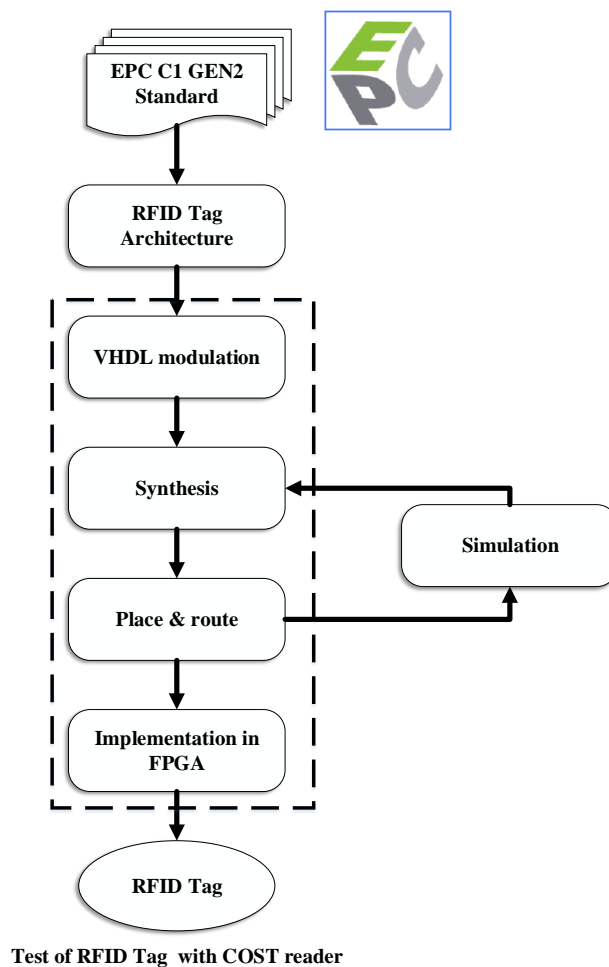 EPC C1 GEN2
Standard
EPC
RFID Tag
Architecture
VHDL modulation
Synthesis
Simulation
Place & route
Implementation in
FPGA
RFID Tag
Test of RFID Tag with COST reader